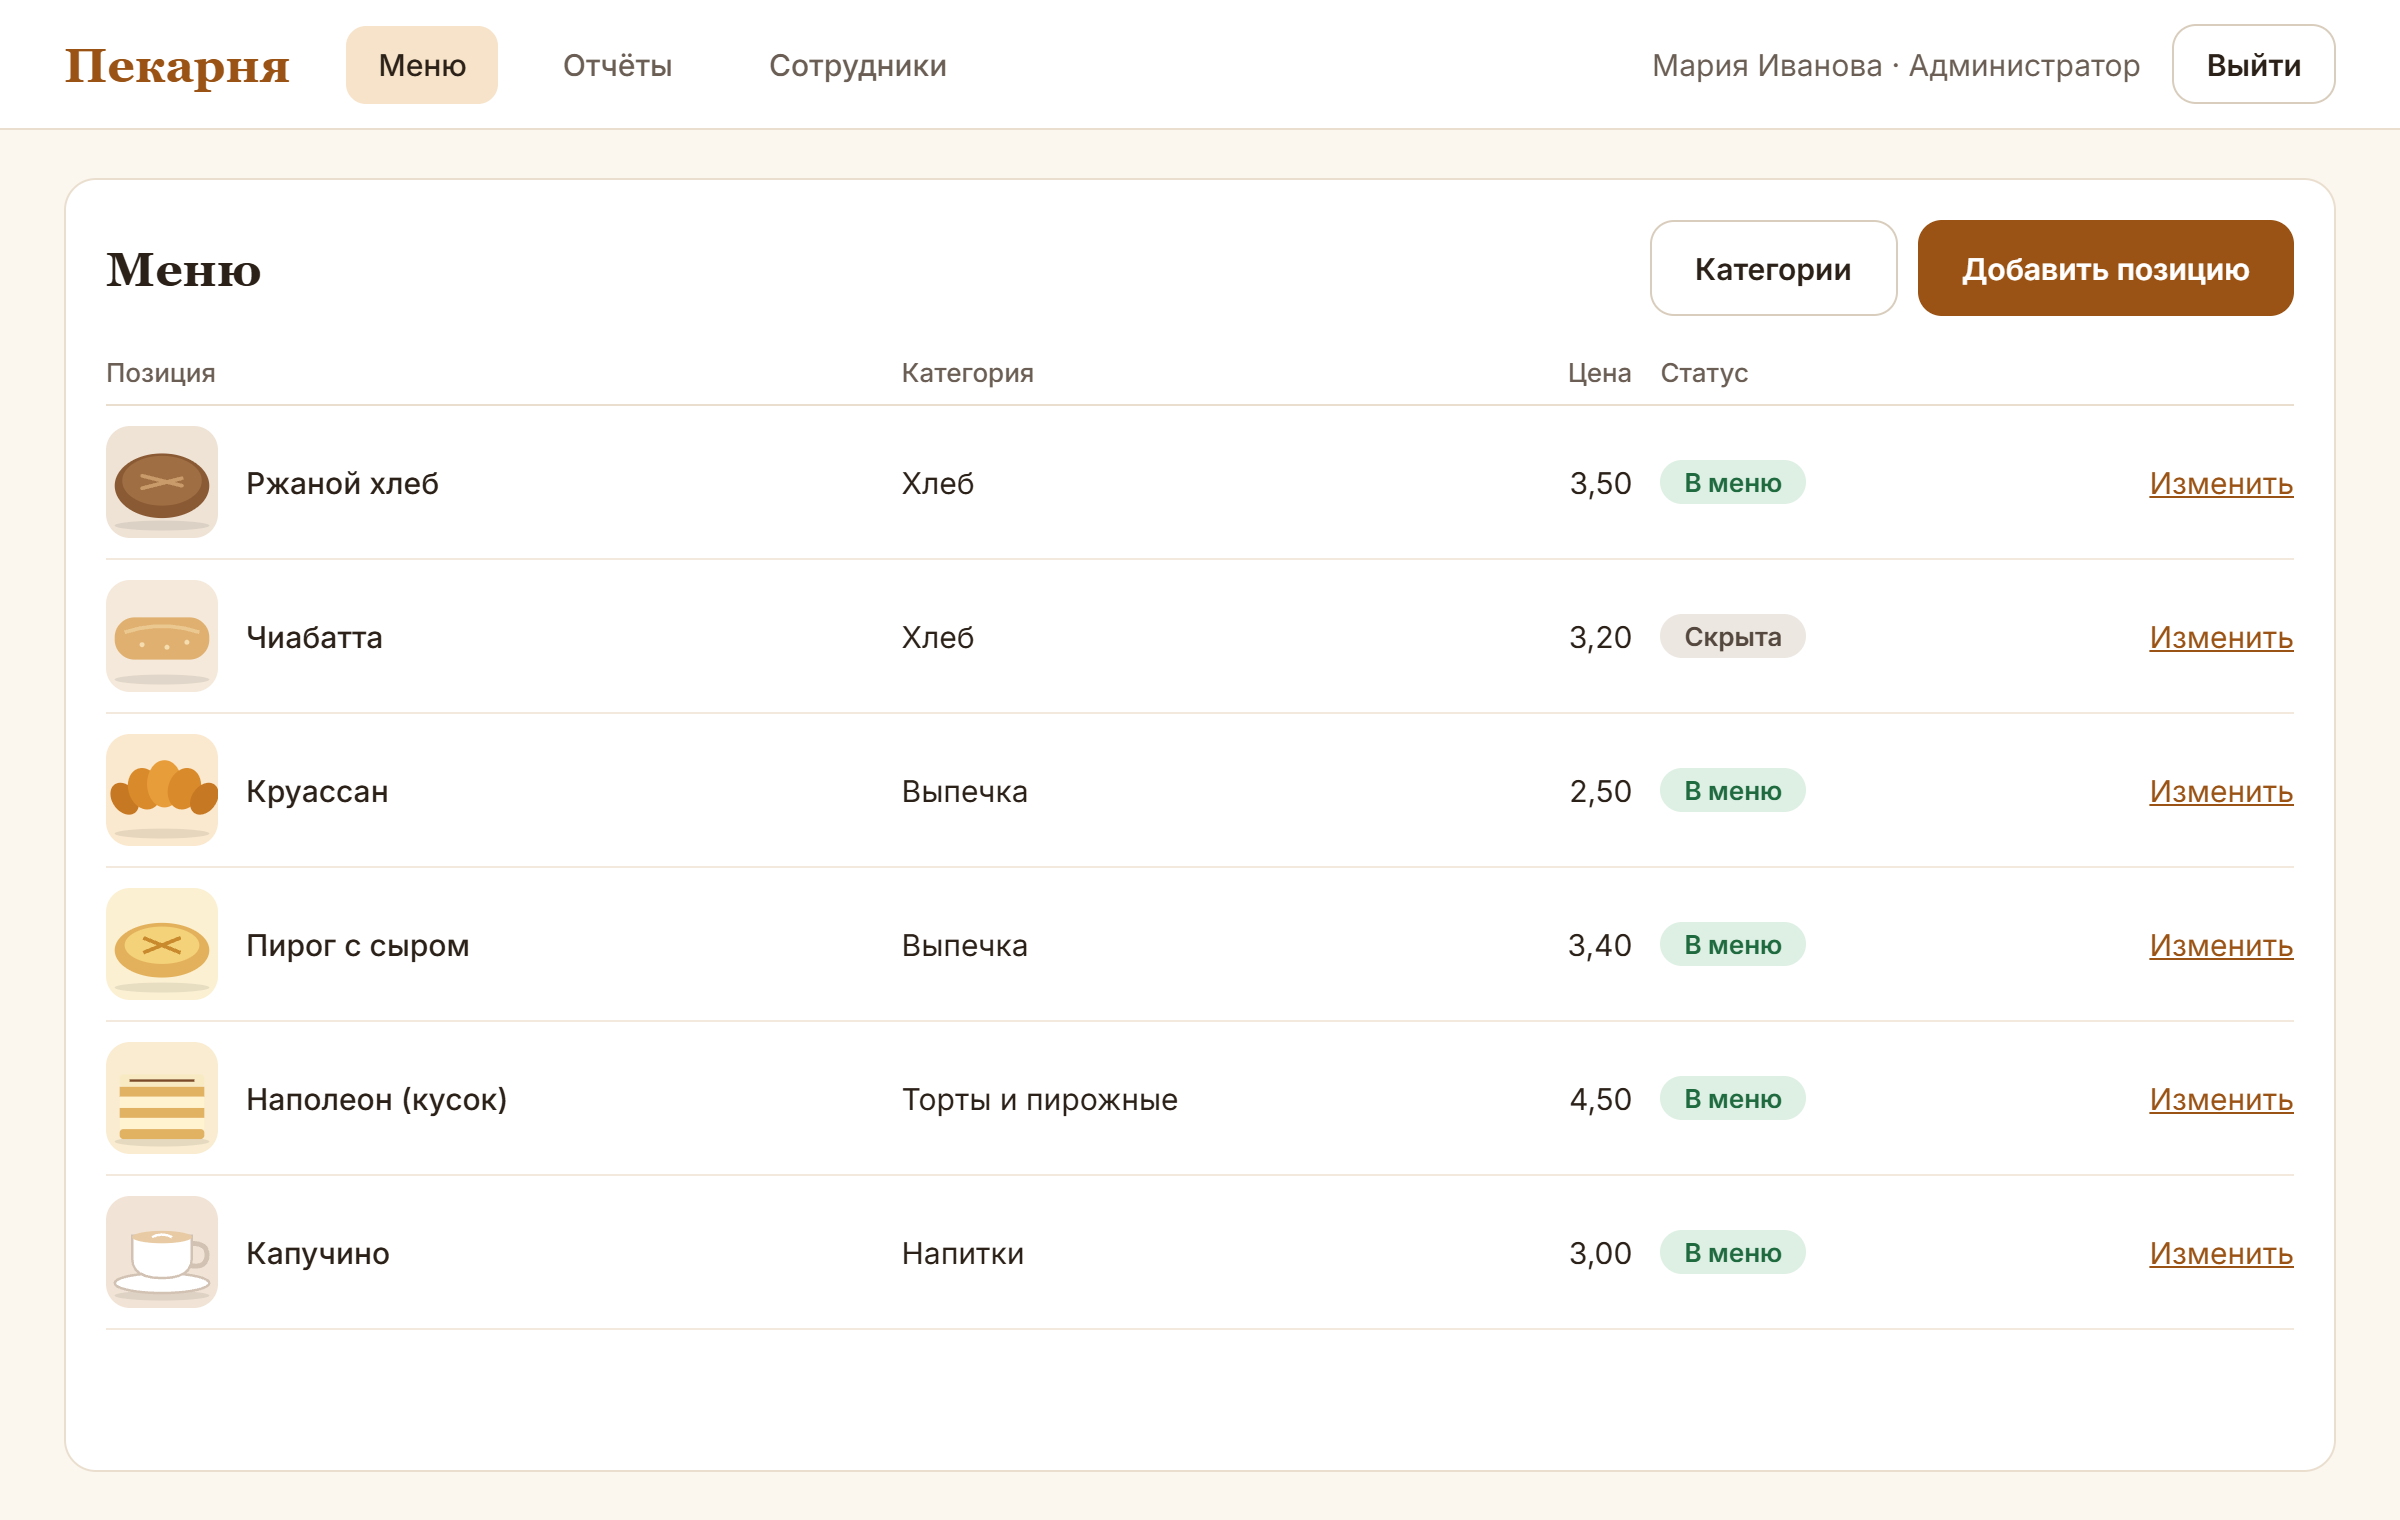 Пекарня Меню Отчёты Сотрудники Мария Иванова · Администратор Выйти
Меню Категории Добавить позицию
Позиция Категория Цена Статус
Ржаной хлеб Хлеб 3,50 В меню Изменить
Чиабатта Хлеб 3,20 Скрыта Изменить
Круассан Выпечка 2,50 В меню Изменить
Пирог с сыром Выпечка 3,40 В меню Изменить
Наполеон (кусок) Торты и пирожные 4,50 В меню Изменить
Капучино Напитки 3,00 В меню Изменить